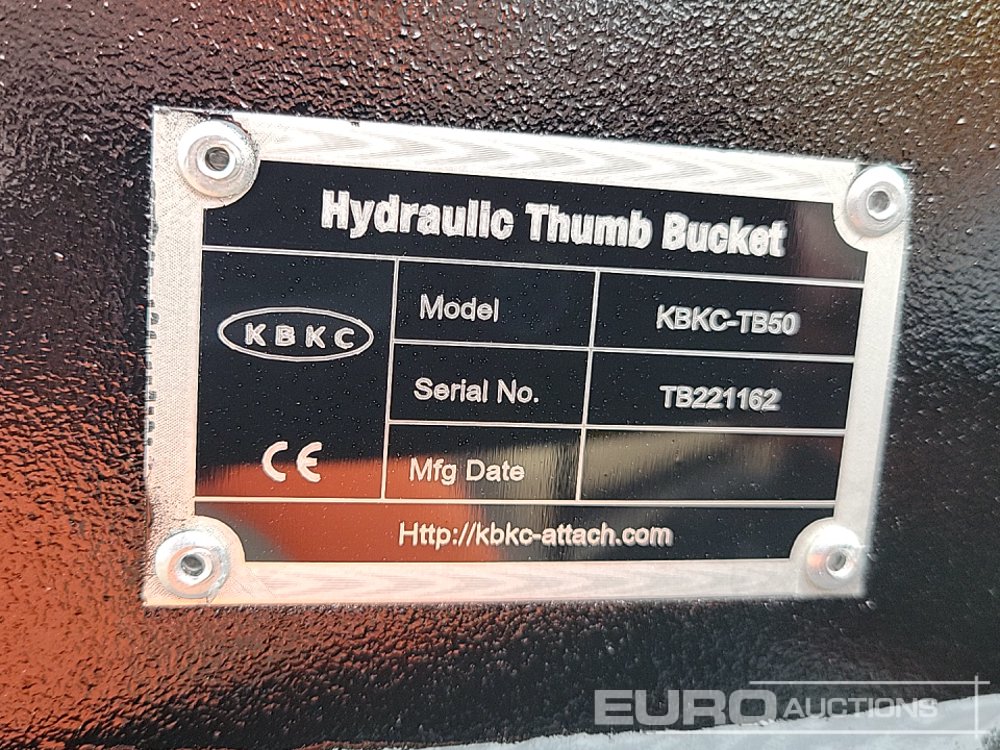 Hydraulic Thumb Bucket
KBKC
Model KBKC-TB50
Serial No. TB221162
CE
Mfg Date
Http://kbkc-attach.com
EURO AUCTIONS